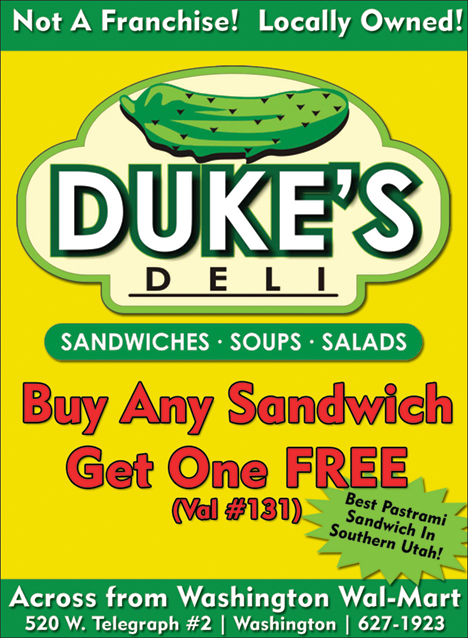 Not A Franchise! Locally Owned!
DUKE'S
DELI
SANDWICHES · SOUPS · SALADS
Buy Any Sandwich
Get One FREE
(Val #131)
Best Pastrami
Sandwich In
Southern Utah!
Across from Washington Wal-Mart
520 W. Telegraph #2 | Washington | 627-1923